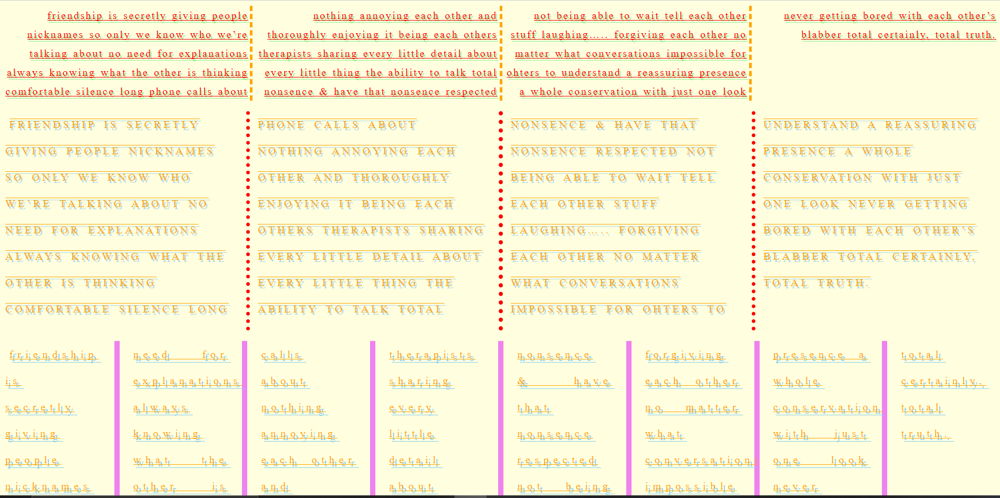 friendship is secretly giving people
nicknames so only we know who we’re
talking about no need for explanations
always knowing what the other is thinking
comfortable silence long phone calls about
nothing annoying each other and
thoroughly enjoying it being each others
therapists sharing every little detail about
every little thing the ability to talk total
nonsence & have that nonsence respected
not being able to wait tell each other
stuff laughing….. forgiving each other no
matter what conversations impossible for
ohters to understand a reassuring presence
a whole conservation with just one look
never getting bored with each other’s
blabber total certainly, total truth.
FRIENDSHIP IS SECRETLY
GIVING PEOPLE NICKNAMES
SO ONLY WE KNOW WHO
WE’RE TALKING ABOUT NO
NEED FOR EXPLANATIONS
ALWAYS KNOWING WHAT THE
OTHER IS THINKING
COMFORTABLE SILENCE LONG
PHONE CALLS ABOUT
NOTHING ANNOYING EACH
OTHER AND THOROUGHLY
ENJOYING IT BEING EACH
OTHERS THERAPISTS SHARING
EVERY LITTLE DETAIL ABOUT
EVERY LITTLE THING THE
ABILITY TO TALK TOTAL
NONSENCE & HAVE THAT
NONSENCE RESPECTED NOT
BEING ABLE TO WAIT TELL
EACH OTHER STUFF
LAUGHING….. FORGIVING
EACH OTHER NO MATTER
WHAT CONVERSATIONS
IMPOSSIBLE FOR OHTERS TO
UNDERSTAND A REASSURING
PRESENCE A WHOLE
CONSERVATION WITH JUST
ONE LOOK NEVER GETTING
BORED WITH EACH OTHER’S
BLABBER TOTAL CERTAINLY,
TOTAL TRUTH.
friendship
is
secretly
giving
people
nicknames
need for
explanations
always
knowing
what the
other is
calls
about
nothing
annoying
each other
and
therapists
sharing
every
little
detail
about
nonsence
& have
that
nonsence
respected
not being
forgiving
each other
no matter
what
conversations
impossible
presence a
whole
conservation
with just
one look
never
total
certainly,
total
truth.